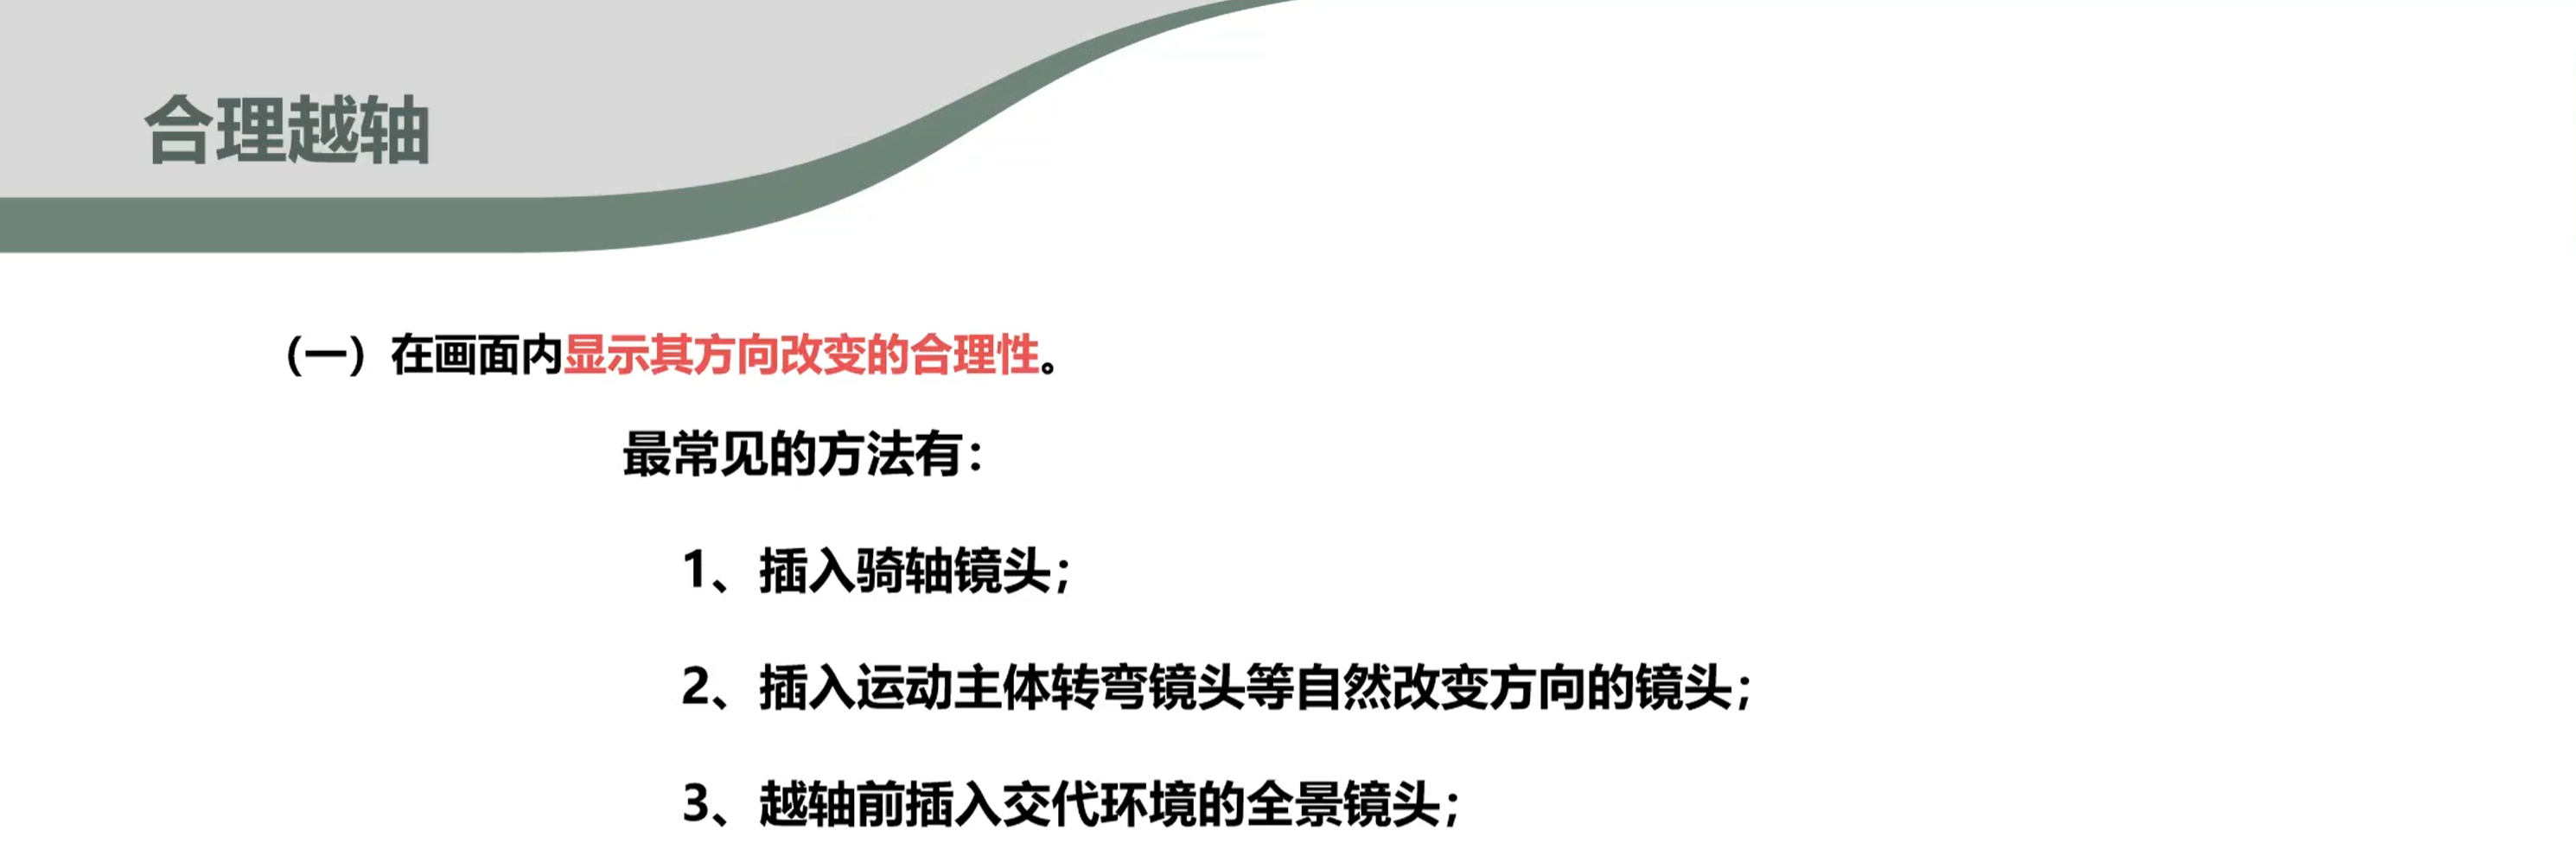 合理越轴
（一）在画面内显示其方向改变的合理性。
最常见的方法有：
1、插入骑轴镜头；
2、插入运动主体转弯镜头等自然改变方向的镜头；
3、越轴前插入交代环境的全景镜头；